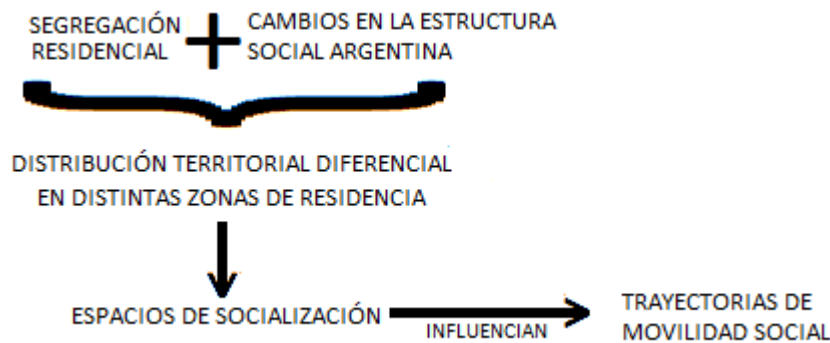 SEGREGACIÓN
RESIDENCIAL
+
CAMBIOS EN LA ESTRUCTURA
SOCIAL ARGENTINA
DISTRIBUCIÓN TERRITORIAL DIFERENCIAL
EN DISTINTAS ZONAS DE RESIDENCIA
ESPACIOS DE SOCIALIZACIÓN
INFLUENCIAN
TRAYECTORIAS DE
MOVILIDAD SOCIAL